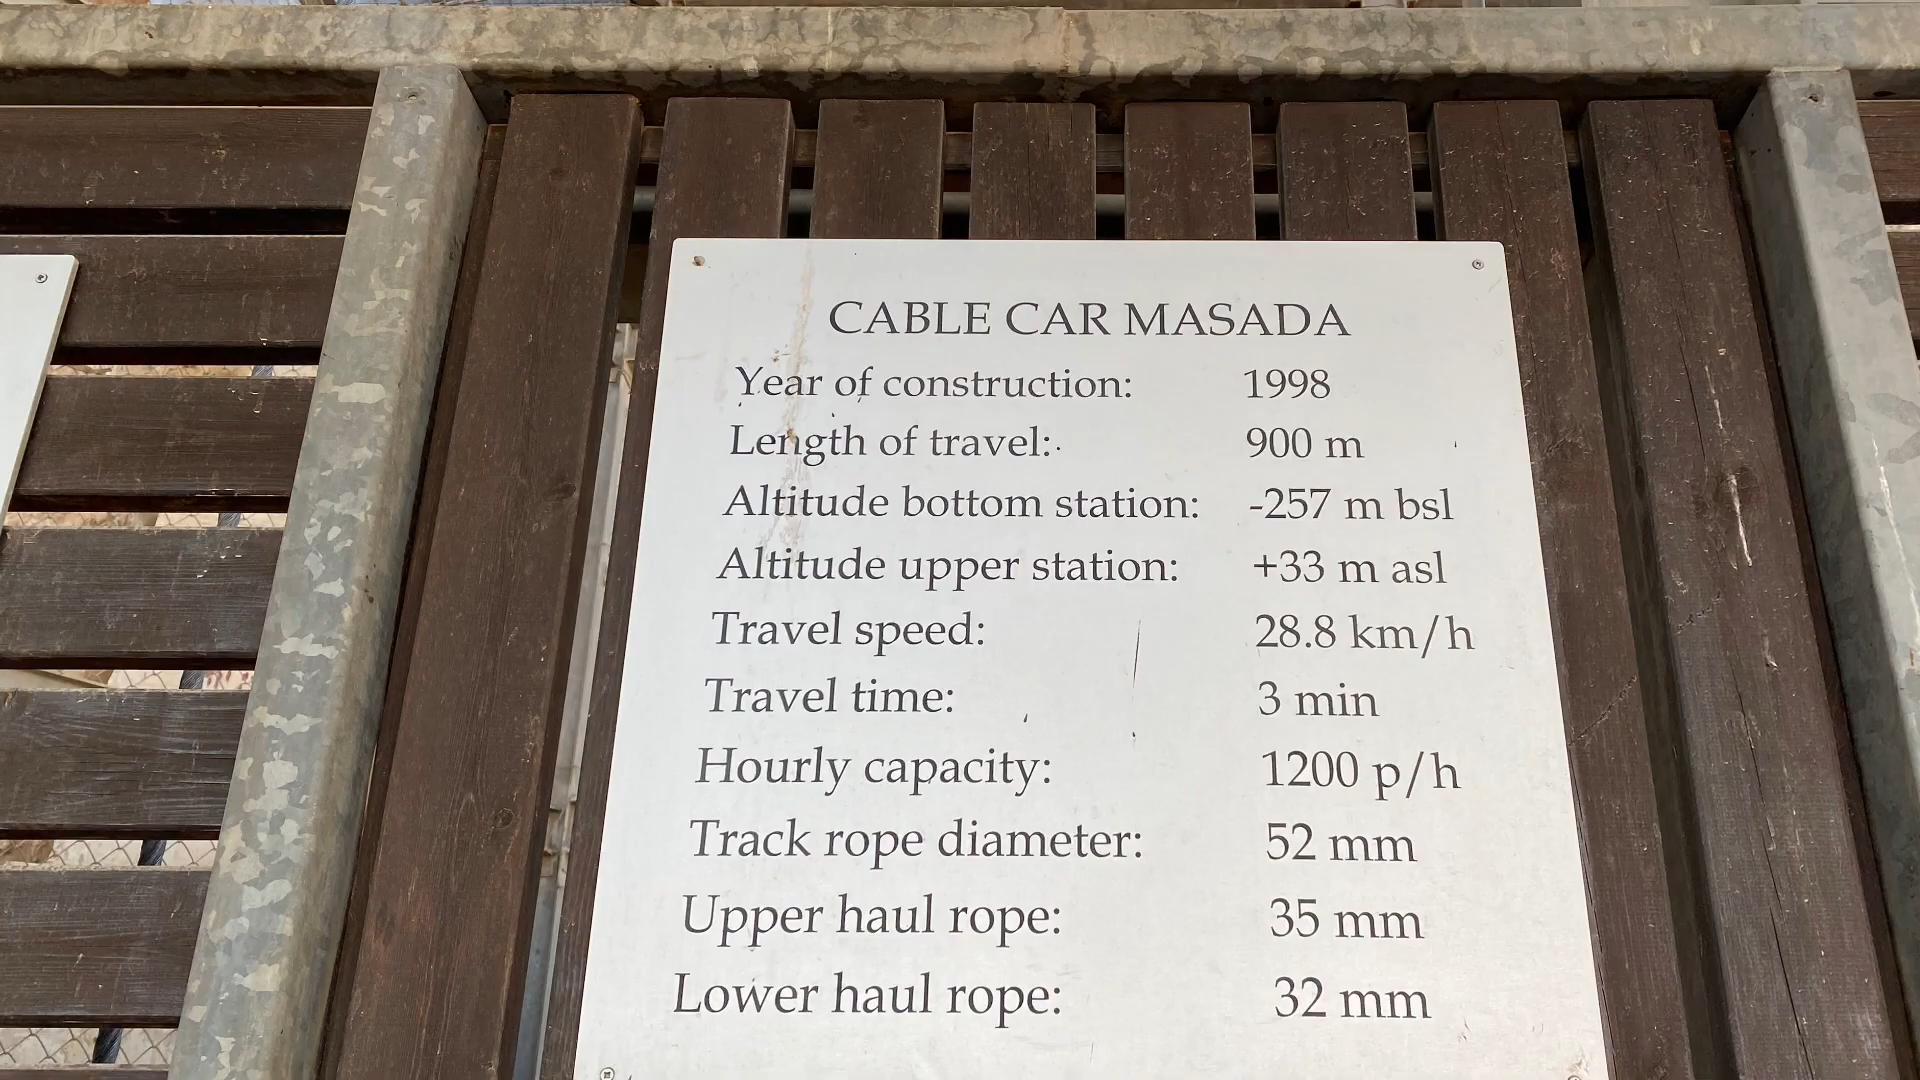 CABLE CAR MASADA
Year of construction: 1998
Length of travel: 900 m
Altitude bottom station: -257 m bsl
Altitude upper station: +33 m asl
Travel speed: 28.8 km/h
Travel time: 3 min
Hourly capacity: 1200 p/h
Track rope diameter: 52 mm
Upper haul rope: 35 mm
Lower haul rope: 32 mm